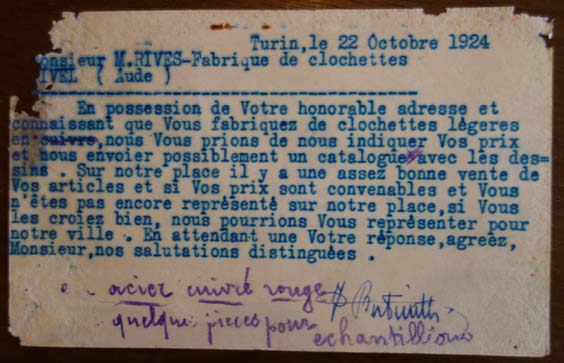 Turin,le 22 Octobre 1924
onsieur M.RIVES-Fabrique de clochettes
IVEL ( Aude )
En possession de Votre honorable adresse et
connaissant que Vous fabriquez de clochettes légeres
en cuivre,nous Vous prions de nous indiquer Vos prix
et nous envoier possiblement un catalogue avec les des=
sins . Sur notre place il y a une assez bonne vente de
Vos articles et si Vos prix sont convenables et Vous
n'êtes pas encore représenté sur notre place,si Vous
les croiez bien, nous pourrions Vous représenter pour
notre ville . En attendant une Votre réponse,agreéz,
Monsieur,nos salutations distinguées .
en acier cuivré rouge
quelque pieces pour echantillions